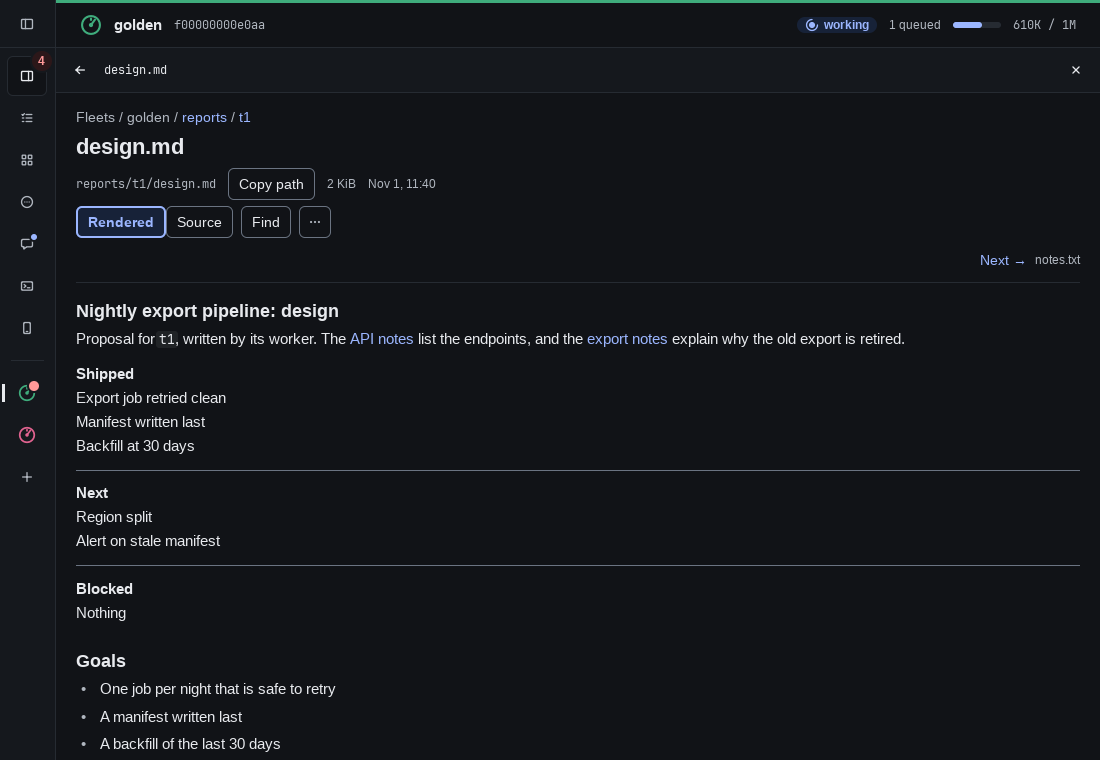 golden f00000000e0aa working 1 queued 610K / 1M
4
← design.md ×
Fleets / golden / reports / t1
design.md
reports/t1/design.md Copy path 2 KiB Nov 1, 11:40
Rendered Source Find ···
Next → notes.txt
Nightly export pipeline: design
Proposal for t1, written by its worker. The API notes list the endpoints, and the export notes explain why the old export is retired.
Shipped
Export job retried clean
Manifest written last
Backfill at 30 days
Next
Region split
Alert on stale manifest
Blocked
Nothing
Goals
• One job per night that is safe to retry
• A manifest written last
• A backfill of the last 30 days